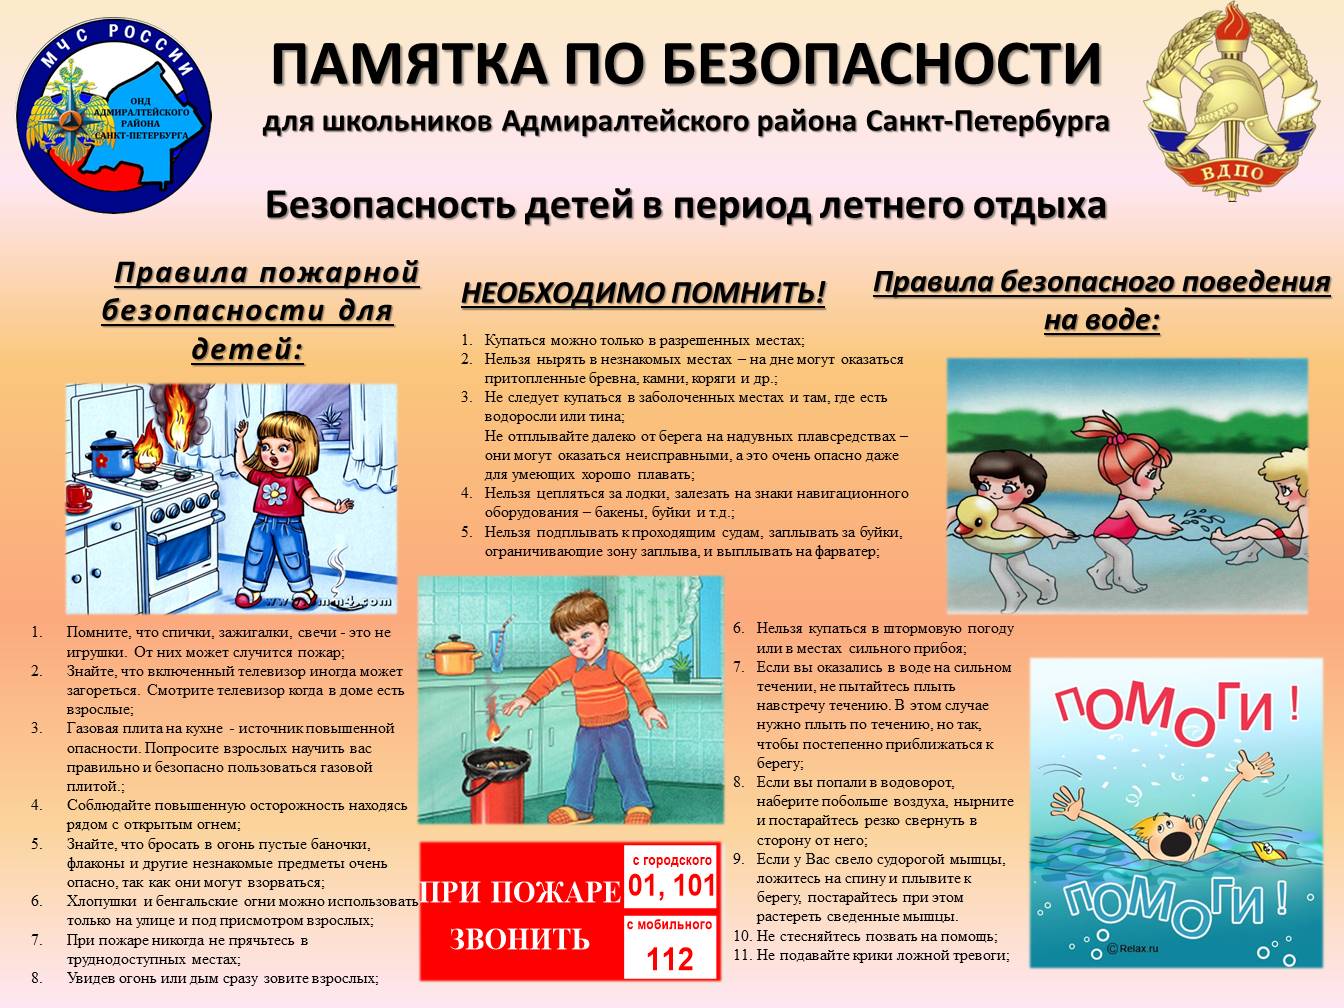 МЧС РОССИИ
ОНД
АДМИРАЛТЕЙСКОГО
РАЙОНА
САНКТ-ПЕТЕРБУРГА
ПАМЯТКА ПО БЕЗОПАСНОСТИ
для школьников Адмиралтейского района Санкт-Петербурга
Безопасность детей в период летнего отдыха
ВДПО
Правила пожарной
безопасности для
детей:
1. Помните, что спички, зажигалки, свечи - это не
игрушки. От них может случится пожар;
2. Знайте, что включенный телевизор иногда может
загореться. Смотрите телевизор когда в доме есть
взрослые;
3. Газовая плита на кухне - источник повышенной
опасности. Попросите взрослых научить вас
правильно и безопасно пользоваться газовой
плитой.;
4. Соблюдайте повышенную осторожность находясь
рядом с открытым огнем;
5. Знайте, что бросать в огонь пустые баночки,
флаконы и другие незнакомые предметы очень
опасно, так как они могут взорваться;
6. Хлопушки и бенгальские огни можно использовать
только на улице и под присмотром взрослых;
7. При пожаре никогда не прячьтесь в
труднодоступных местах;
8. Увидев огонь или дым сразу зовите взрослых;
НЕОБХОДИМО ПОМНИТЬ!
1. Купаться можно только в разрешенных местах;
2. Нельзя нырять в незнакомых местах – на дне могут оказаться
притопленные бревна, камни, коряги и др.;
3. Не следует купаться в заболоченных местах и там, где есть
водоросли или тина;
Не отплывайте далеко от берега на надувных плавсредствах –
они могут оказаться неисправными, а это очень опасно даже
для умеющих хорошо плавать;
4. Нельзя цепляться за лодки, залезать на знаки навигационного
оборудования – бакены, буйки и т.д.;
5. Нельзя подплывать к проходящим судам, заплывать за буйки,
ограничивающие зону заплыва, и выплывать на фарватер;
ПРИ ПОЖАРЕ
ЗВОНИТЬ
с городского
01, 101
с мобильного
112
Правила безопасного поведения
на воде:
6. Нельзя купаться в штормовую погоду
или в местах сильного прибоя;
7. Если вы оказались в воде на сильном
течении, не пытайтесь плыть
навстречу течению. В этом случае
нужно плыть по течению, но так,
чтобы постепенно приближаться к
берегу;
8. Если вы попали в водоворот,
наберите побольше воздуха, нырните
и постарайтесь резко свернуть в
сторону от него;
9. Если у Вас свело судорогой мышцы,
ложитесь на спину и плывите к
берегу, постарайтесь при этом
растереть сведенные мышцы.
10. Не стесняйтесь позвать на помощь;
11. Не подавайте крики ложной тревоги;
ПОМОГИ !
ПОМОГИ !
© Relax.ru